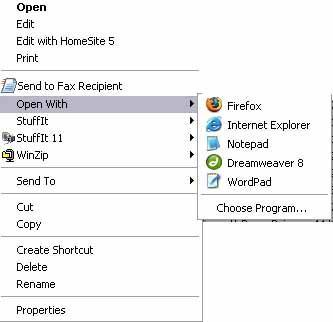 Open
Edit
Edit with HomeSite 5
Print
Send to Fax Recipient
Open With
StuffIt
StuffIt 11
WinZip
Send To
Cut
Copy
Create Shortcut
Delete
Rename
Properties
Firefox
Internet Explorer
Notepad
Dreamweaver 8
WordPad
Choose Program...